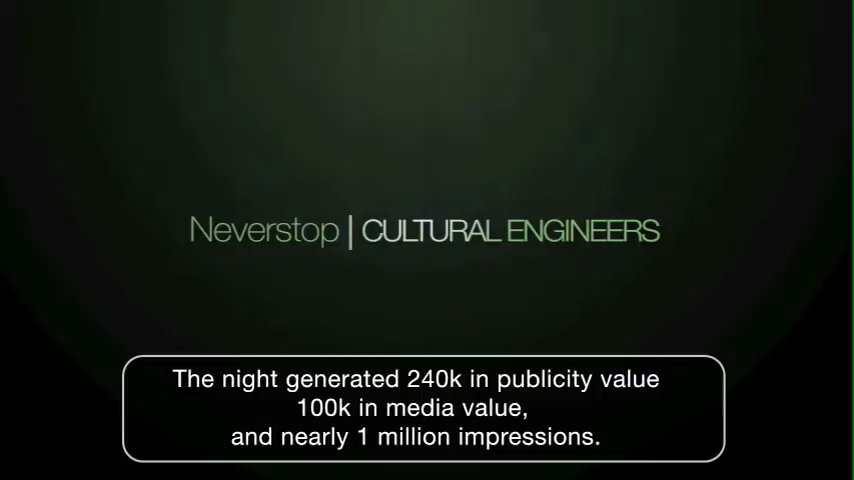 Neverstop | CULTURAL ENGINEERS
The night generated 240k in publicity value
100k in media value,
and nearly 1 million impressions.